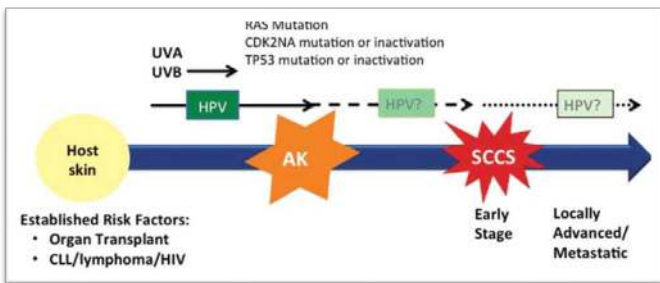 RAS Mutation
CDK2NA mutation or inactivation
TP53 mutation or inactivation
UVA
UVB
HPV
HPV?
HPV?
Host
skin
AK
SCCS
Established Risk Factors:
• Organ Transplant
• CLL/lymphoma/HIV
Early
Stage
Locally
Advanced/
Metastatic